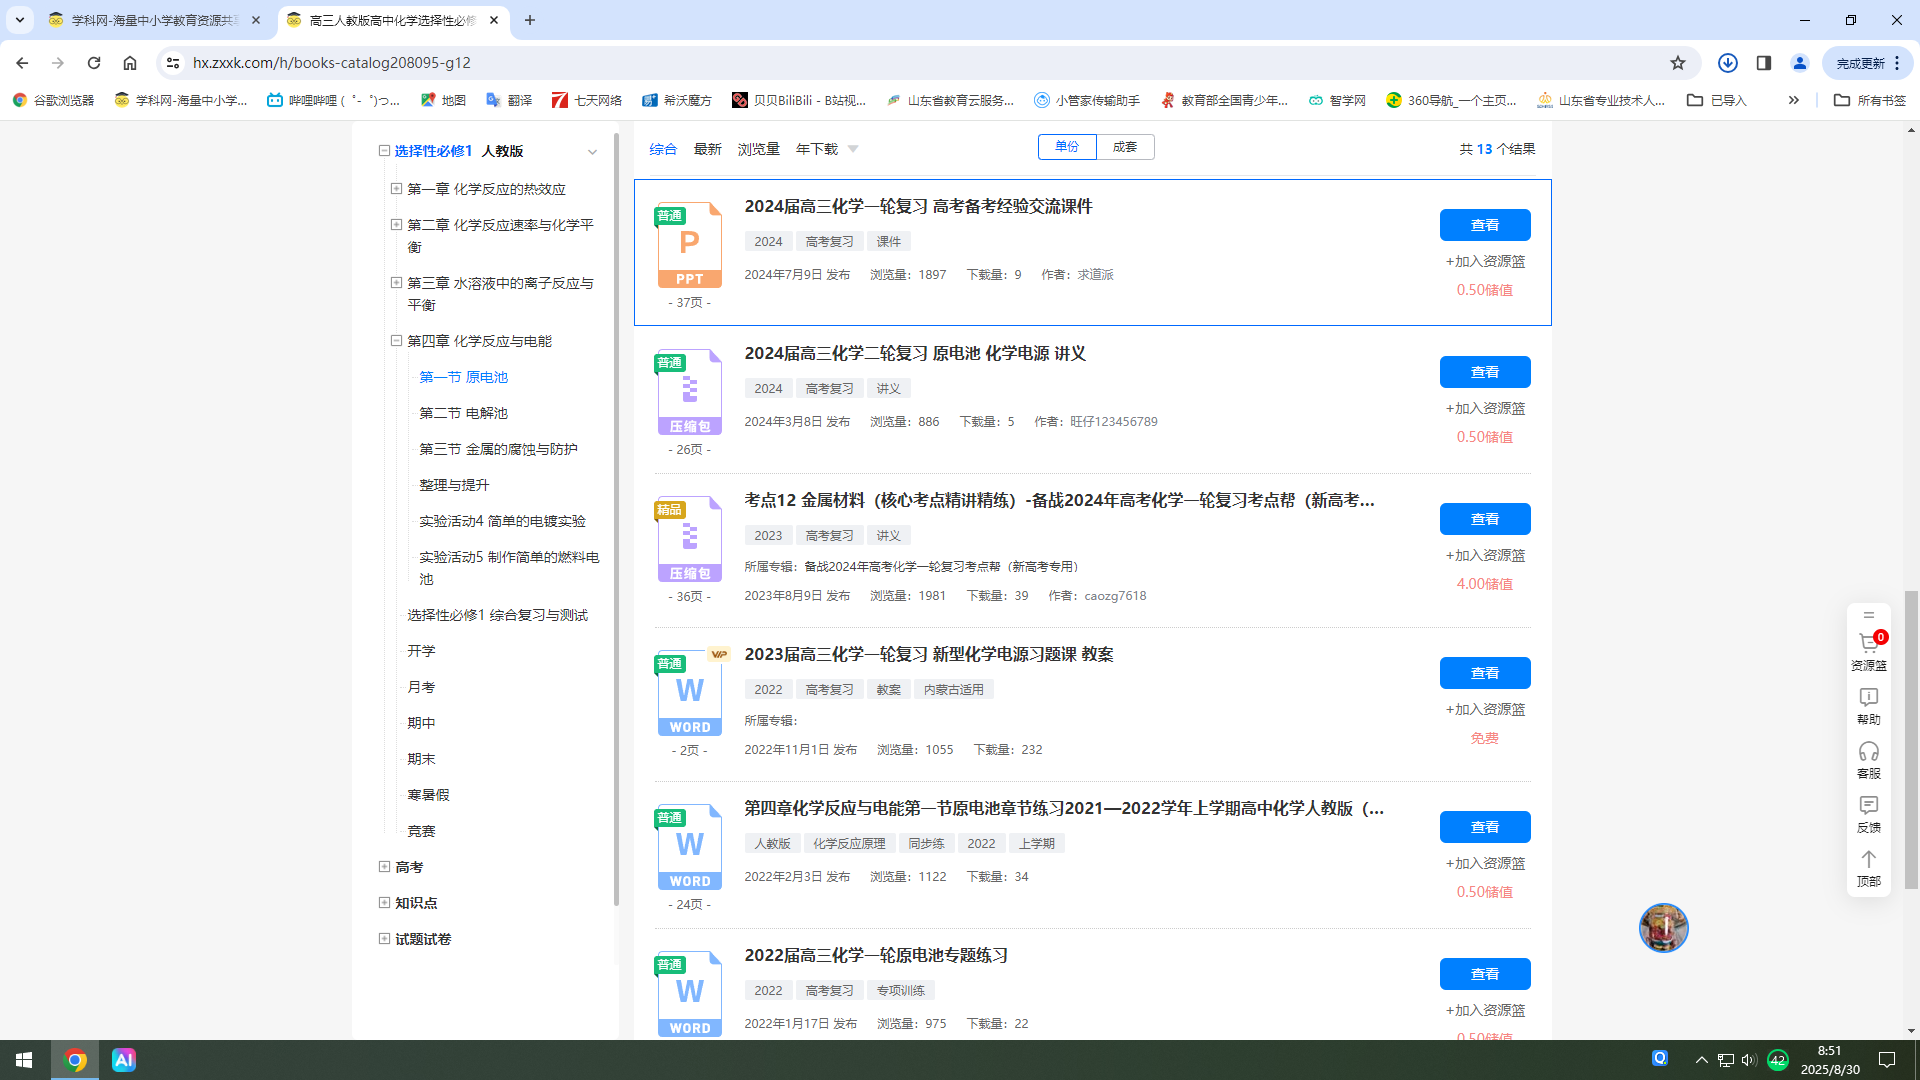 学科网-海量中小学教育资源共
高三人教版高中化学选择性必修
hx.zxxk.com/h/books-catalog208095-g12
完成更新
谷歌浏览器
学科网-海量中小学...
哔哩哔哩 ( ゜- ゜)つ...
地图
翻译
七天网络
希沃魔方
贝贝BiliBili - B站视...
山东省教育云服务...
小管家传输助手
教育部全国青少年...
智学网
360导航_一个主页...
山东省专业技术人...
已导入
所有书签
选择性必修1 人教版
第一章 化学反应的热效应
第二章 化学反应速率与化学平
衡
第三章 水溶液中的离子反应与
平衡
第四章 化学反应与电能
第一节 原电池
第二节 电解池
第三节 金属的腐蚀与防护
整理与提升
实验活动4 简单的电镀实验
实验活动5 制作简单的燃料电
池
选择性必修1 综合复习与测试
开学
月考
期中
期末
寒暑假
竞赛
高考
知识点
试题试卷
综合 最新 浏览量 年下载
单份 成套
共 13 个结果
普通
P
PPT
- 37页 -
2024届高三化学一轮复习 高考备考经验交流课件
2024 高考复习 课件
2024年7月9日 发布 浏览量：1897 下载量：9 作者：求道派
查看
+加入资源篮
0.50储值
普通
压缩包
- 26页 -
2024届高三化学二轮复习 原电池 化学电源 讲义
2024 高考复习 讲义
2024年3月8日 发布 浏览量：886 下载量：5 作者：旺仔123456789
查看
+加入资源篮
0.50储值
精品
压缩包
- 36页 -
考点12 金属材料（核心考点精讲精练）-备战2024年高考化学一轮复习考点帮（新高考...
2023 高考复习 讲义
所属专辑：备战2024年高考化学一轮复习考点帮（新高考专用）
2023年8月9日 发布 浏览量：1981 下载量：39 作者：caozg7618
查看
+加入资源篮
4.00储值
普通
VIP
W
WORD
- 2页 -
2023届高三化学一轮复习 新型化学电源习题课 教案
2022 高考复习 教案 内蒙古适用
所属专辑：
2022年11月1日 发布 浏览量：1055 下载量：232
查看
+加入资源篮
免费
普通
W
WORD
- 24页 -
第四章化学反应与电能第一节原电池章节练习2021—2022学年上学期高中化学人教版（...
人教版 化学反应原理 同步练 2022 上学期
2022年2月3日 发布 浏览量：1122 下载量：34
查看
+加入资源篮
0.50储值
普通
W
WORD
2022届高三化学一轮原电池专题练习
2022 高考复习 专项训练
2022年1月17日 发布 浏览量：975 下载量：22
查看
+加入资源篮
0.50储值
0
资源篮
帮助
客服
反馈
顶部
AI
Q
42
8:51
2025/8/30